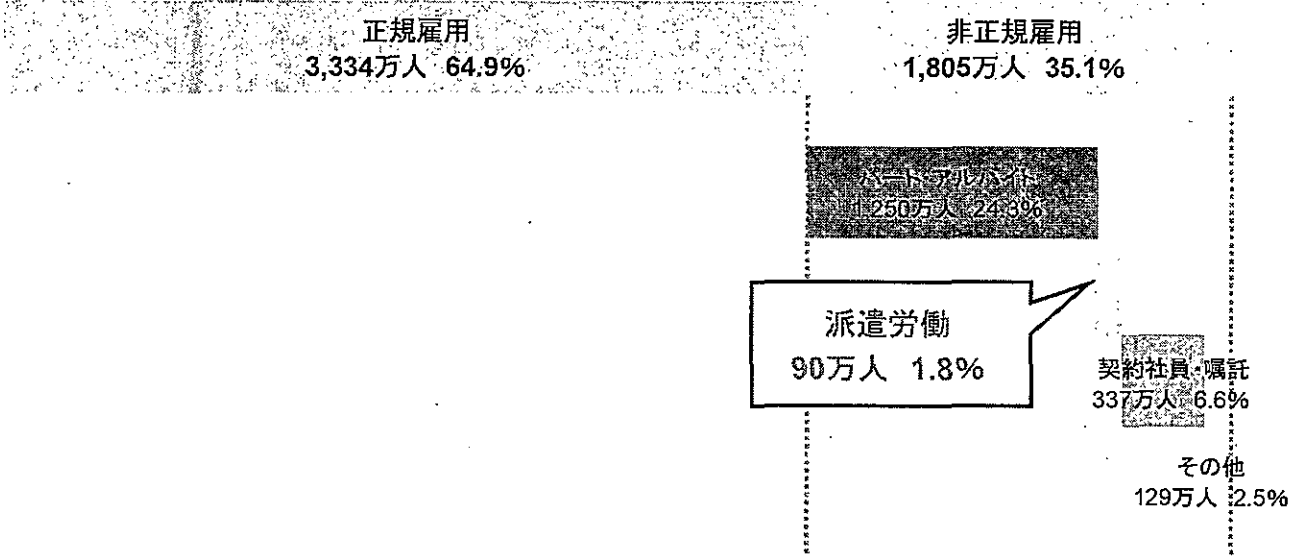 正規雇用
3,334万人 64.9%
非正規雇用
1,805万人 35.1%
パート・アルバイト
1,250万人 24.3%
派遣労働
90万人 1.8%
契約社員・嘱託
337万人 6.6%
その他
129万人 2.5%